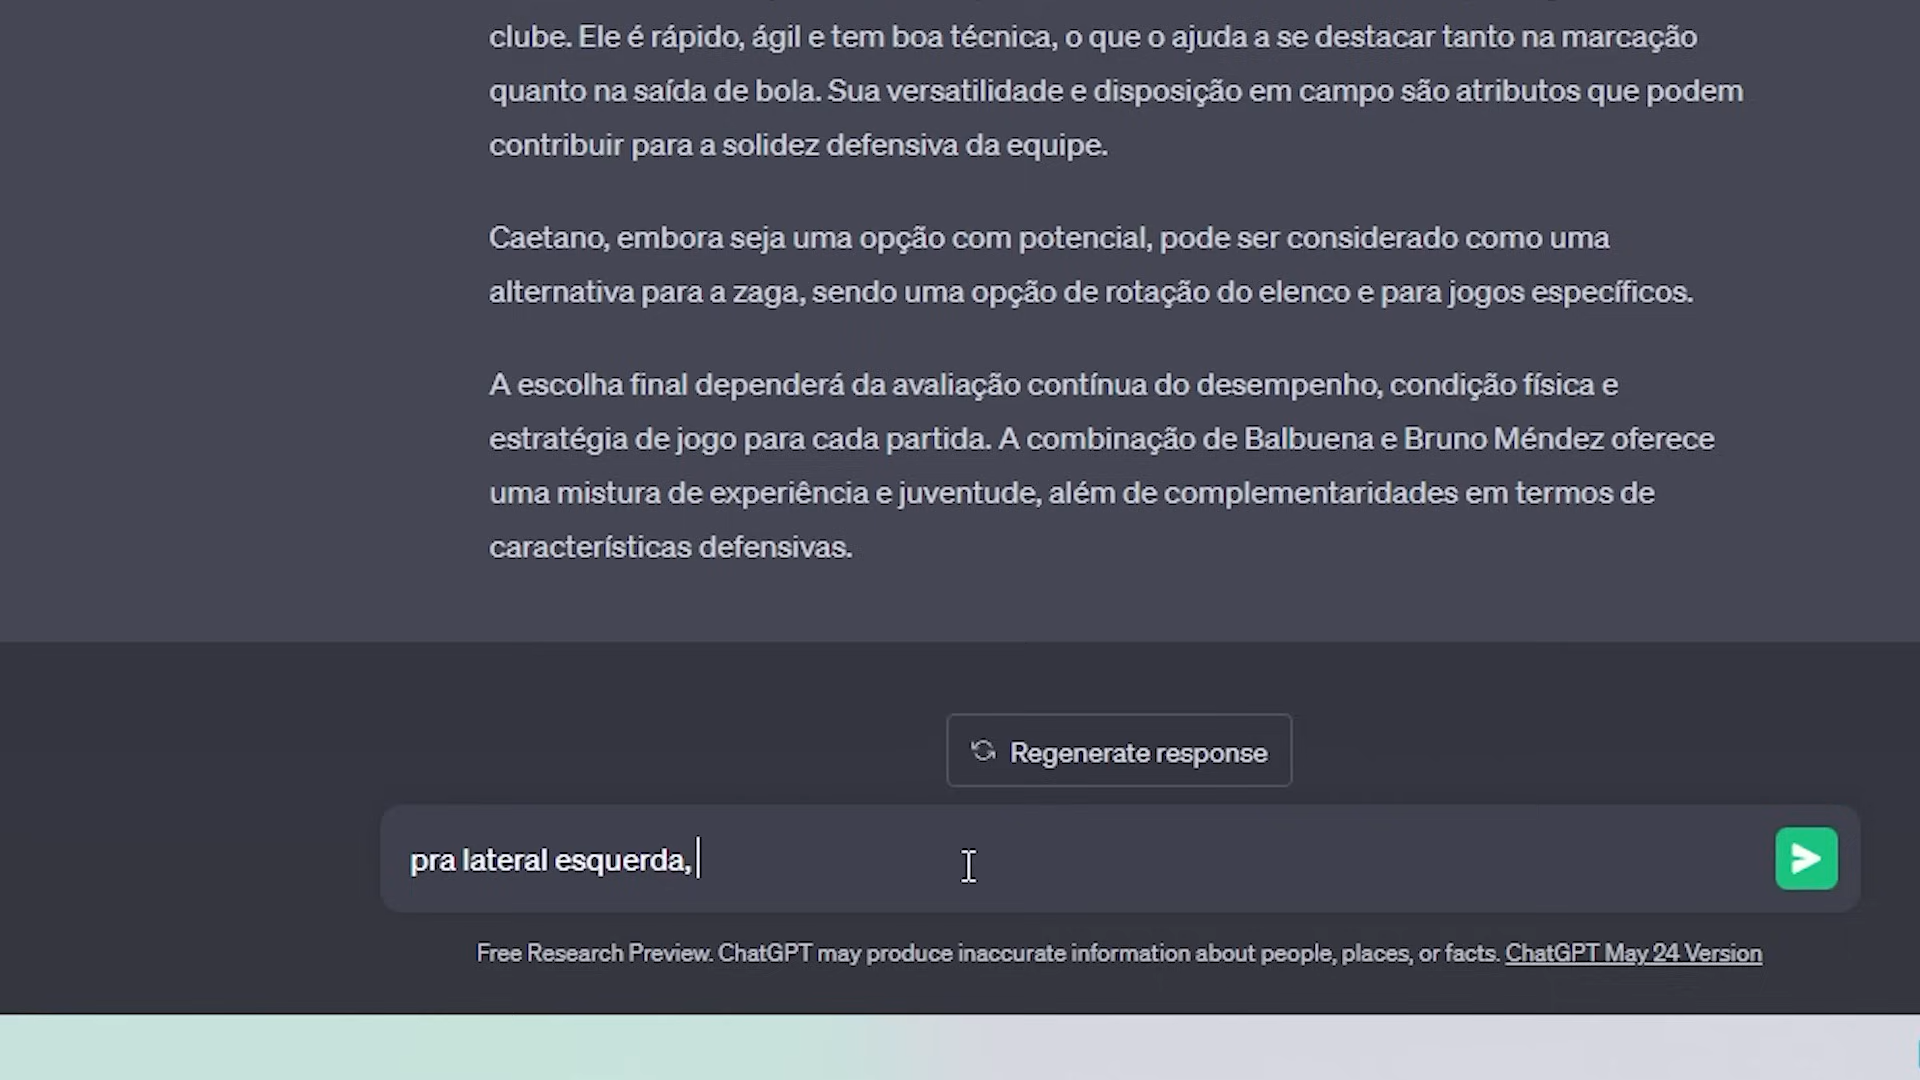 clube. Ele é rápido, ágil e tem boa técnica, o que o ajuda a se destacar tanto na marcação
quanto na saída de bola. Sua versatilidade e disposição em campo são atributos que podem
contribuir para a solidez defensiva da equipe.
Caetano, embora seja uma opção com potencial, pode ser considerado como uma
alternativa para a zaga, sendo uma opção de rotação do elenco e para jogos específicos.
A escolha final dependerá da avaliação contínua do desempenho, condição física e
estratégia de jogo para cada partida. A combinação de Balbuena e Bruno Méndez oferece
uma mistura de experiência e juventude, além de complementaridades em termos de
características defensivas.
Regenerate response
pra lateral esquerda,
Free Research Preview. ChatGPT may produce inaccurate information about people, places, or facts. ChatGPT May 24 Version